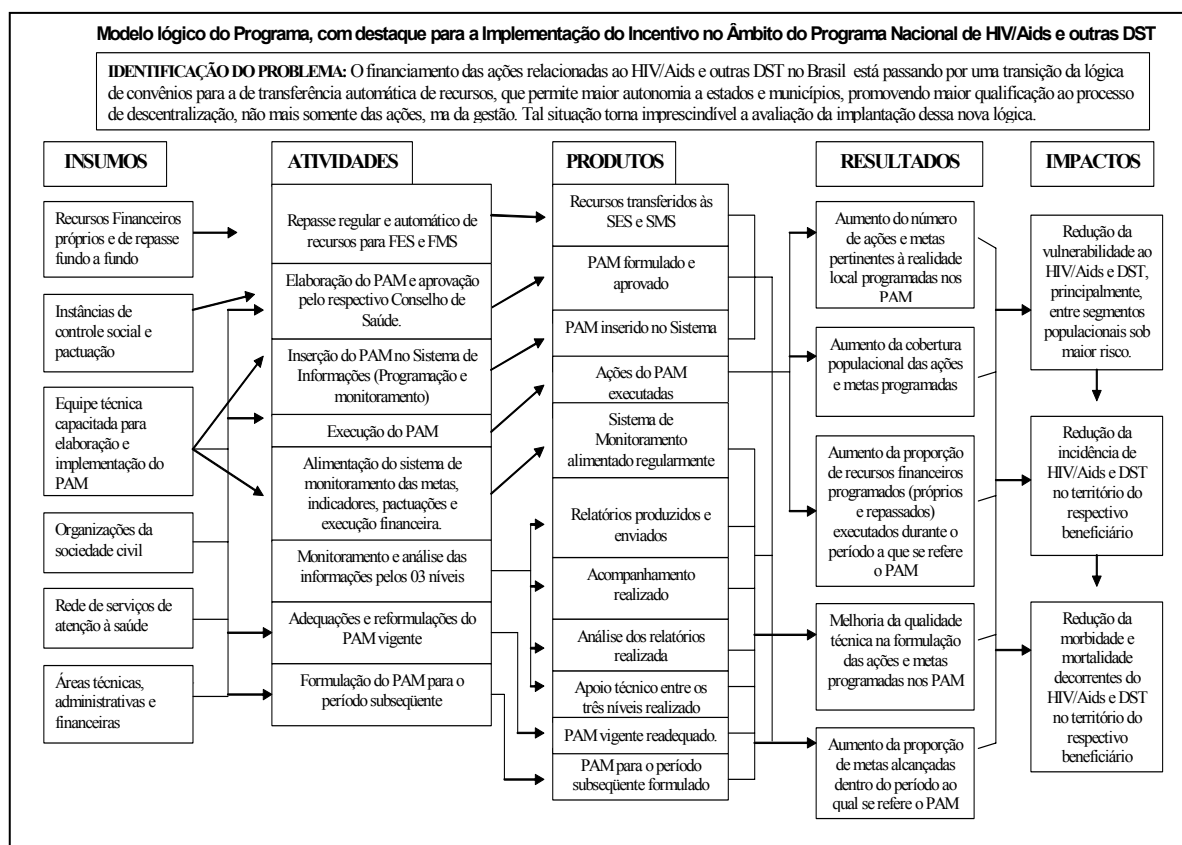 Modelo lógico do Programa, com destaque para a Implementação do Incentivo no Âmbito do Programa Nacional de HIV/Aids e outras DST
IDENTIFICAÇÃO DO PROBLEMA: O financiamento das ações relacionadas ao HIV/Aids e outras DST no Brasil está passando por uma transição da lógica
de convênios para a de transferência automática de recursos, que permite maior autonomia a estados e municípios, promovendo maior qualificação ao processo
de descentralização, não mais somente das ações, ma da gestão. Tal situação torna imprescindível a avaliação da implantação dessa nova lógica.
INSUMOS
Recursos Financeiros
próprios e de repasse
fundo a fundo
Instâncias de
controle social e
pactuação
Equipe técnica
capacitada para
elaboração e
implementação do
PAM
Organizações da
sociedade civil
Rede de serviços de
atenção à saúde
Áreas técnicas,
administrativas e
financeiras
ATIVIDADES
Repasse regular e automático de
recursos para FES e FMS
Elaboração do PAM e aprovação
pelo respectivo Conselho de
Saúde.
Inserção do PAM no Sistema de
Informações (Programação e
monitoramento)
Execução do PAM
Alimentação do sistema de
monitoramento das metas,
indicadores, pactuações e
execução financeira.
Monitoramento e análise das
informações pelos 03 níveis
Adequações e reformulações do
PAM vigente
Formulação do PAM para o
período subseqüente
PRODUTOS
Recursos transferidos às
SES e SMS
PAM formulado e
aprovado
PAM inserido no Sistema
Ações do PAM
executadas
Sistema de
Monitoramento
alimentado regularmente
Relatórios produzidos e
enviados
Acompanhamento
realizado
Análise dos relatórios
realizada
Apoio técnico entre os
três níveis realizado
PAM vigente readequado.
PAM para o período
subseqüente formulado
RESULTADOS
Aumento do número
de ações e metas
pertinentes à realidade
local programadas nos
PAM
Aumento da cobertura
populacional das ações
e metas programadas
Aumento da proporção
de recursos financeiros
programados (próprios
e repassados)
executados durante o
período a que se refere
o PAM
Melhoria da qualidade
técnica na formulação
das ações e metas
programadas nos PAM
Aumento da proporção
de metas alcançadas
dentro do período ao
qual se refere o PAM
IMPACTOS
Redução da
vulnerabilidade ao
HIV/Aids e DST,
principalmente,
entre segmentos
populacionais sob
maior risco.
Redução da
incidência de
HIV/Aids e DST
no território do
respectivo
beneficiário
Redução da
morbidade e
mortalidade
decorrentes do
HIV/Aids e DST
no território do
respectivo
beneficiário